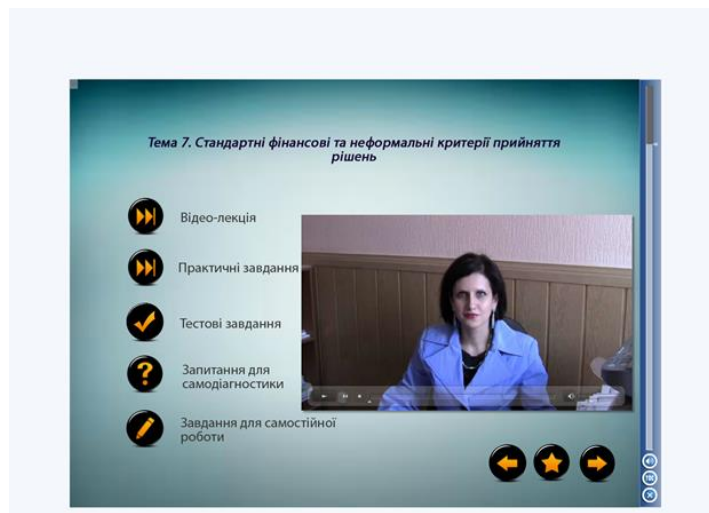 Тема 7. Стандартні фінансові та неформальні критерії прийняття
рішень
Відео-лекція
Практичні завдання
Тестові завдання
Запитання для
самодіагностики
Завдання для самостійної
роботи